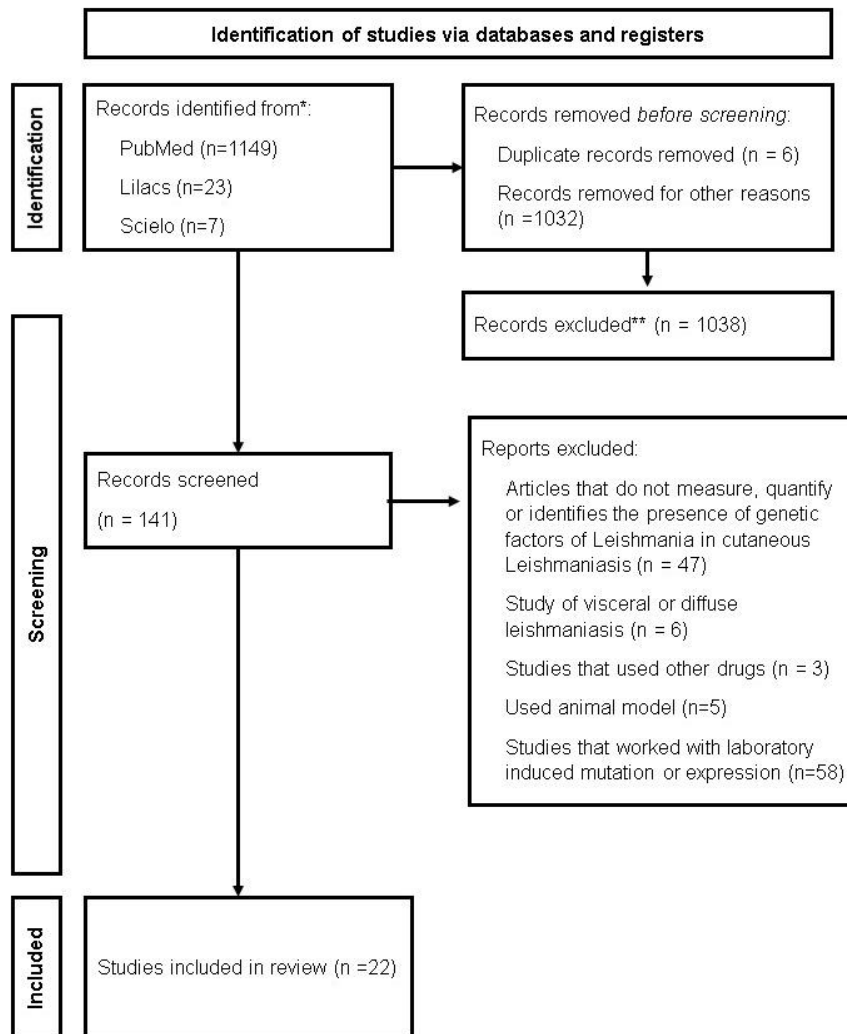 Identification of studies via databases and registers
Identification
Records identified from*:
PubMed (n=1149)
Lilacs (n=23)
Scielo (n=7)
Records removed before screening:
Duplicate records removed (n = 6)
Records removed for other reasons
(n =1032)
Records excluded** (n = 1038)
Screening
Records screened
(n = 141)
Reports excluded:
Articles that do not measure, quantify
or identifies the presence of genetic
factors of Leishmania in cutaneous
Leishmaniasis (n = 47)
Study of visceral or diffuse
leishmaniasis (n = 6)
Studies that used other drugs (n = 3)
Used animal model (n=5)
Studies that worked with laboratory
induced mutation or expression (n=58)
Included
Studies included in review (n =22)